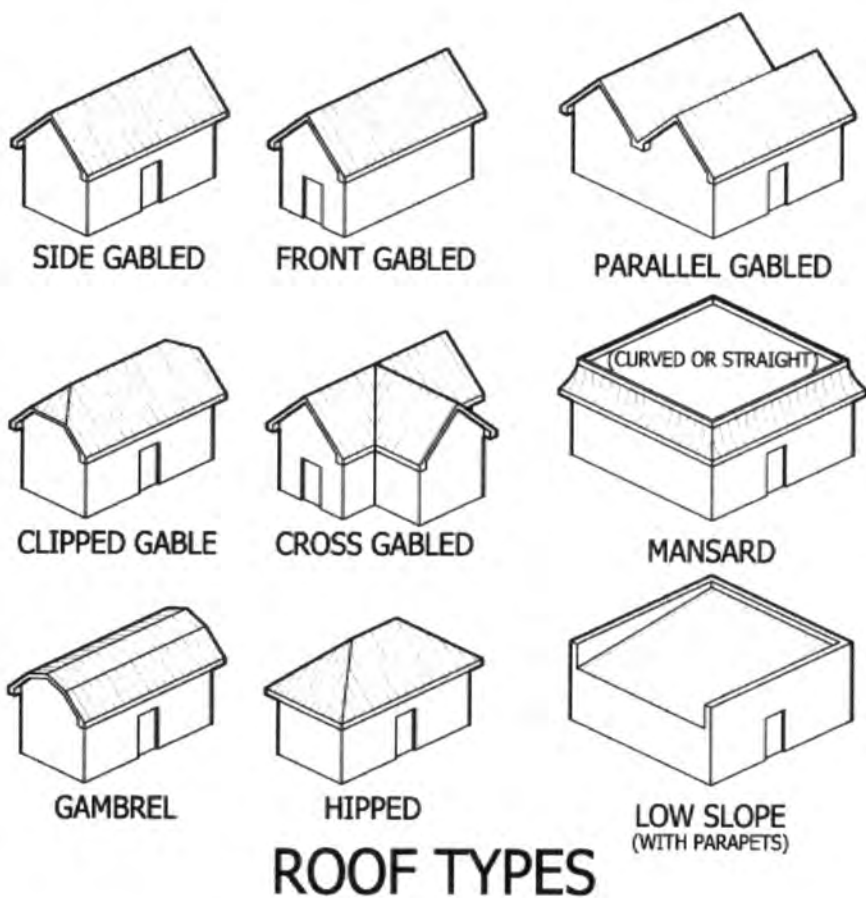 SIDE GABLED
FRONT GABLED
PARALLEL GABLED
CLIPPED GABLE
CROSS GABLED
(CURVED OR STRAIGHT)
MANSARD
GAMBREL
HIPPED
LOW SLOPE
(WITH PARAPETS)
ROOF TYPES